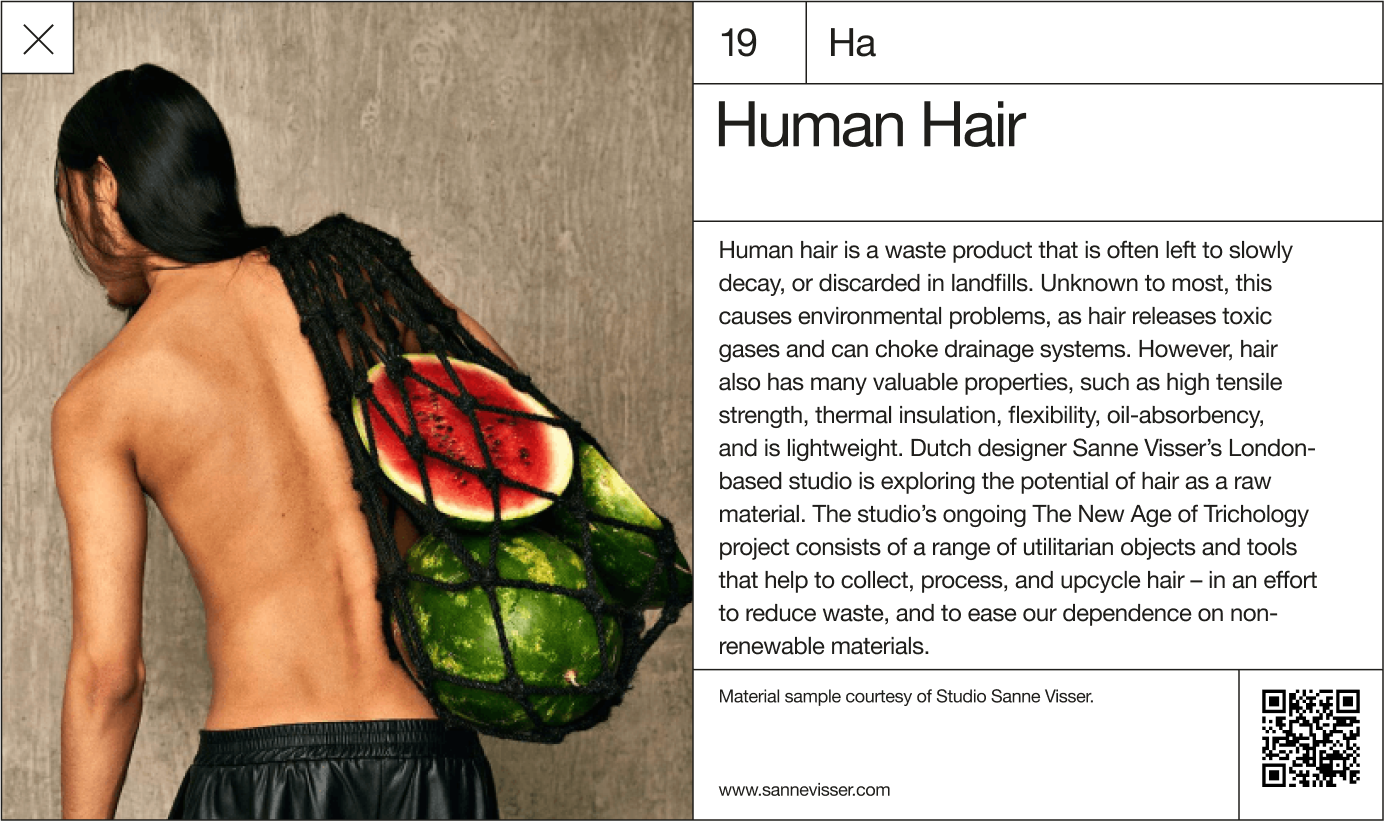 19
Ha
Human Hair
Human hair is a waste product that is often left to slowly
decay, or discarded in landfills. Unknown to most, this
causes environmental problems, as hair releases toxic
gases and can choke drainage systems. However, hair
also has many valuable properties, such as high tensile
strength, thermal insulation, flexibility, oil-absorbency,
and is lightweight. Dutch designer Sanne Visser’s London-
based studio is exploring the potential of hair as a raw
material. The studio’s ongoing The New Age of Trichology
project consists of a range of utilitarian objects and tools
that help to collect, process, and upcycle hair – in an effort
to reduce waste, and to ease our dependence on non-
renewable materials.
Material sample courtesy of Studio Sanne Visser.
www.sannevisser.com